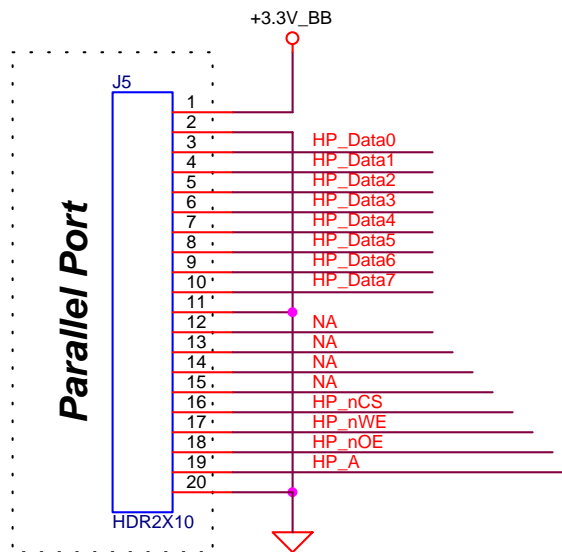 +3.3V_BB
J5
Parallel Port
1
2
3 HP_Data0
4 HP_Data1
5 HP_Data2
6 HP_Data3
7 HP_Data4
8 HP_Data5
9 HP_Data6
10 HP_Data7
11
12 NA
13 NA
14 NA
15 NA
16 HP_nCS
17 HP_nWE
18 HP_nOE
19 HP_A
20
HDR2X10